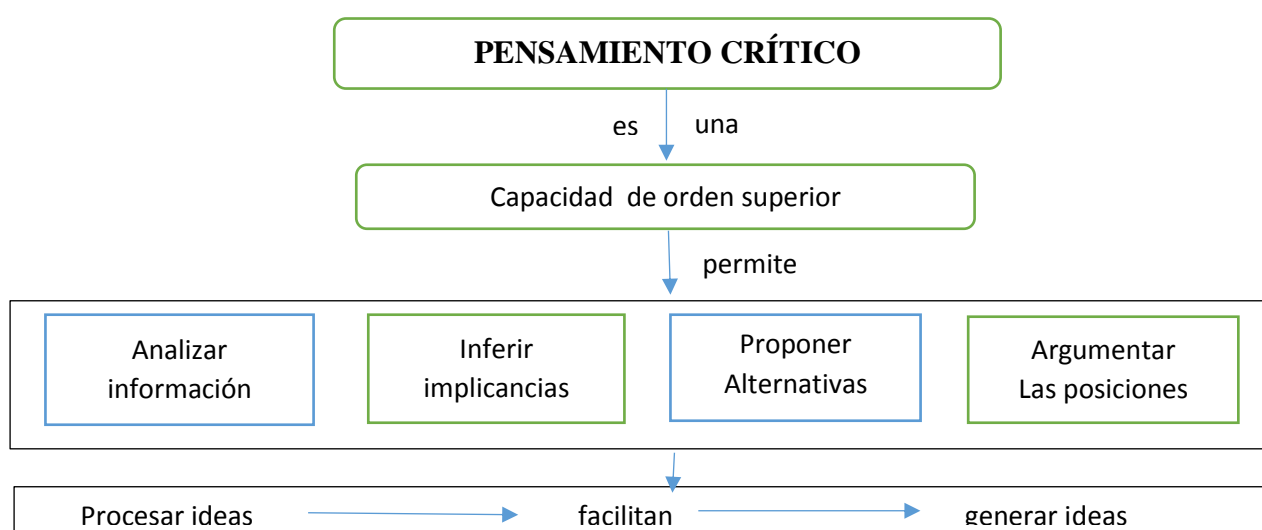 PENSAMIENTO CRÍTICO
es una
Capacidad de orden superior
permite
Analizar
información
Inferir
implicancias
Proponer
Alternativas
Argumentar
Las posiciones
Procesar ideas facilitan generar ideas